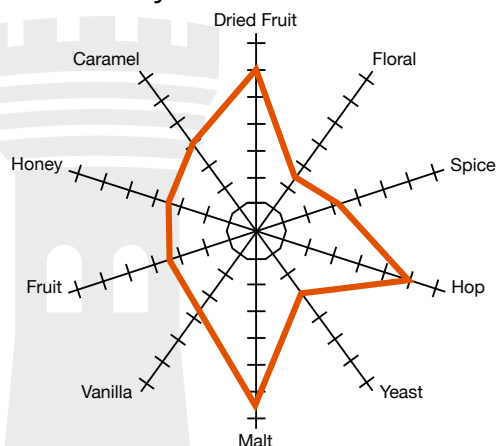 Dried Fruit
Caramel
Floral
Honey
Spice
Fruit
Hop
Vanilla
Yeast
Malt